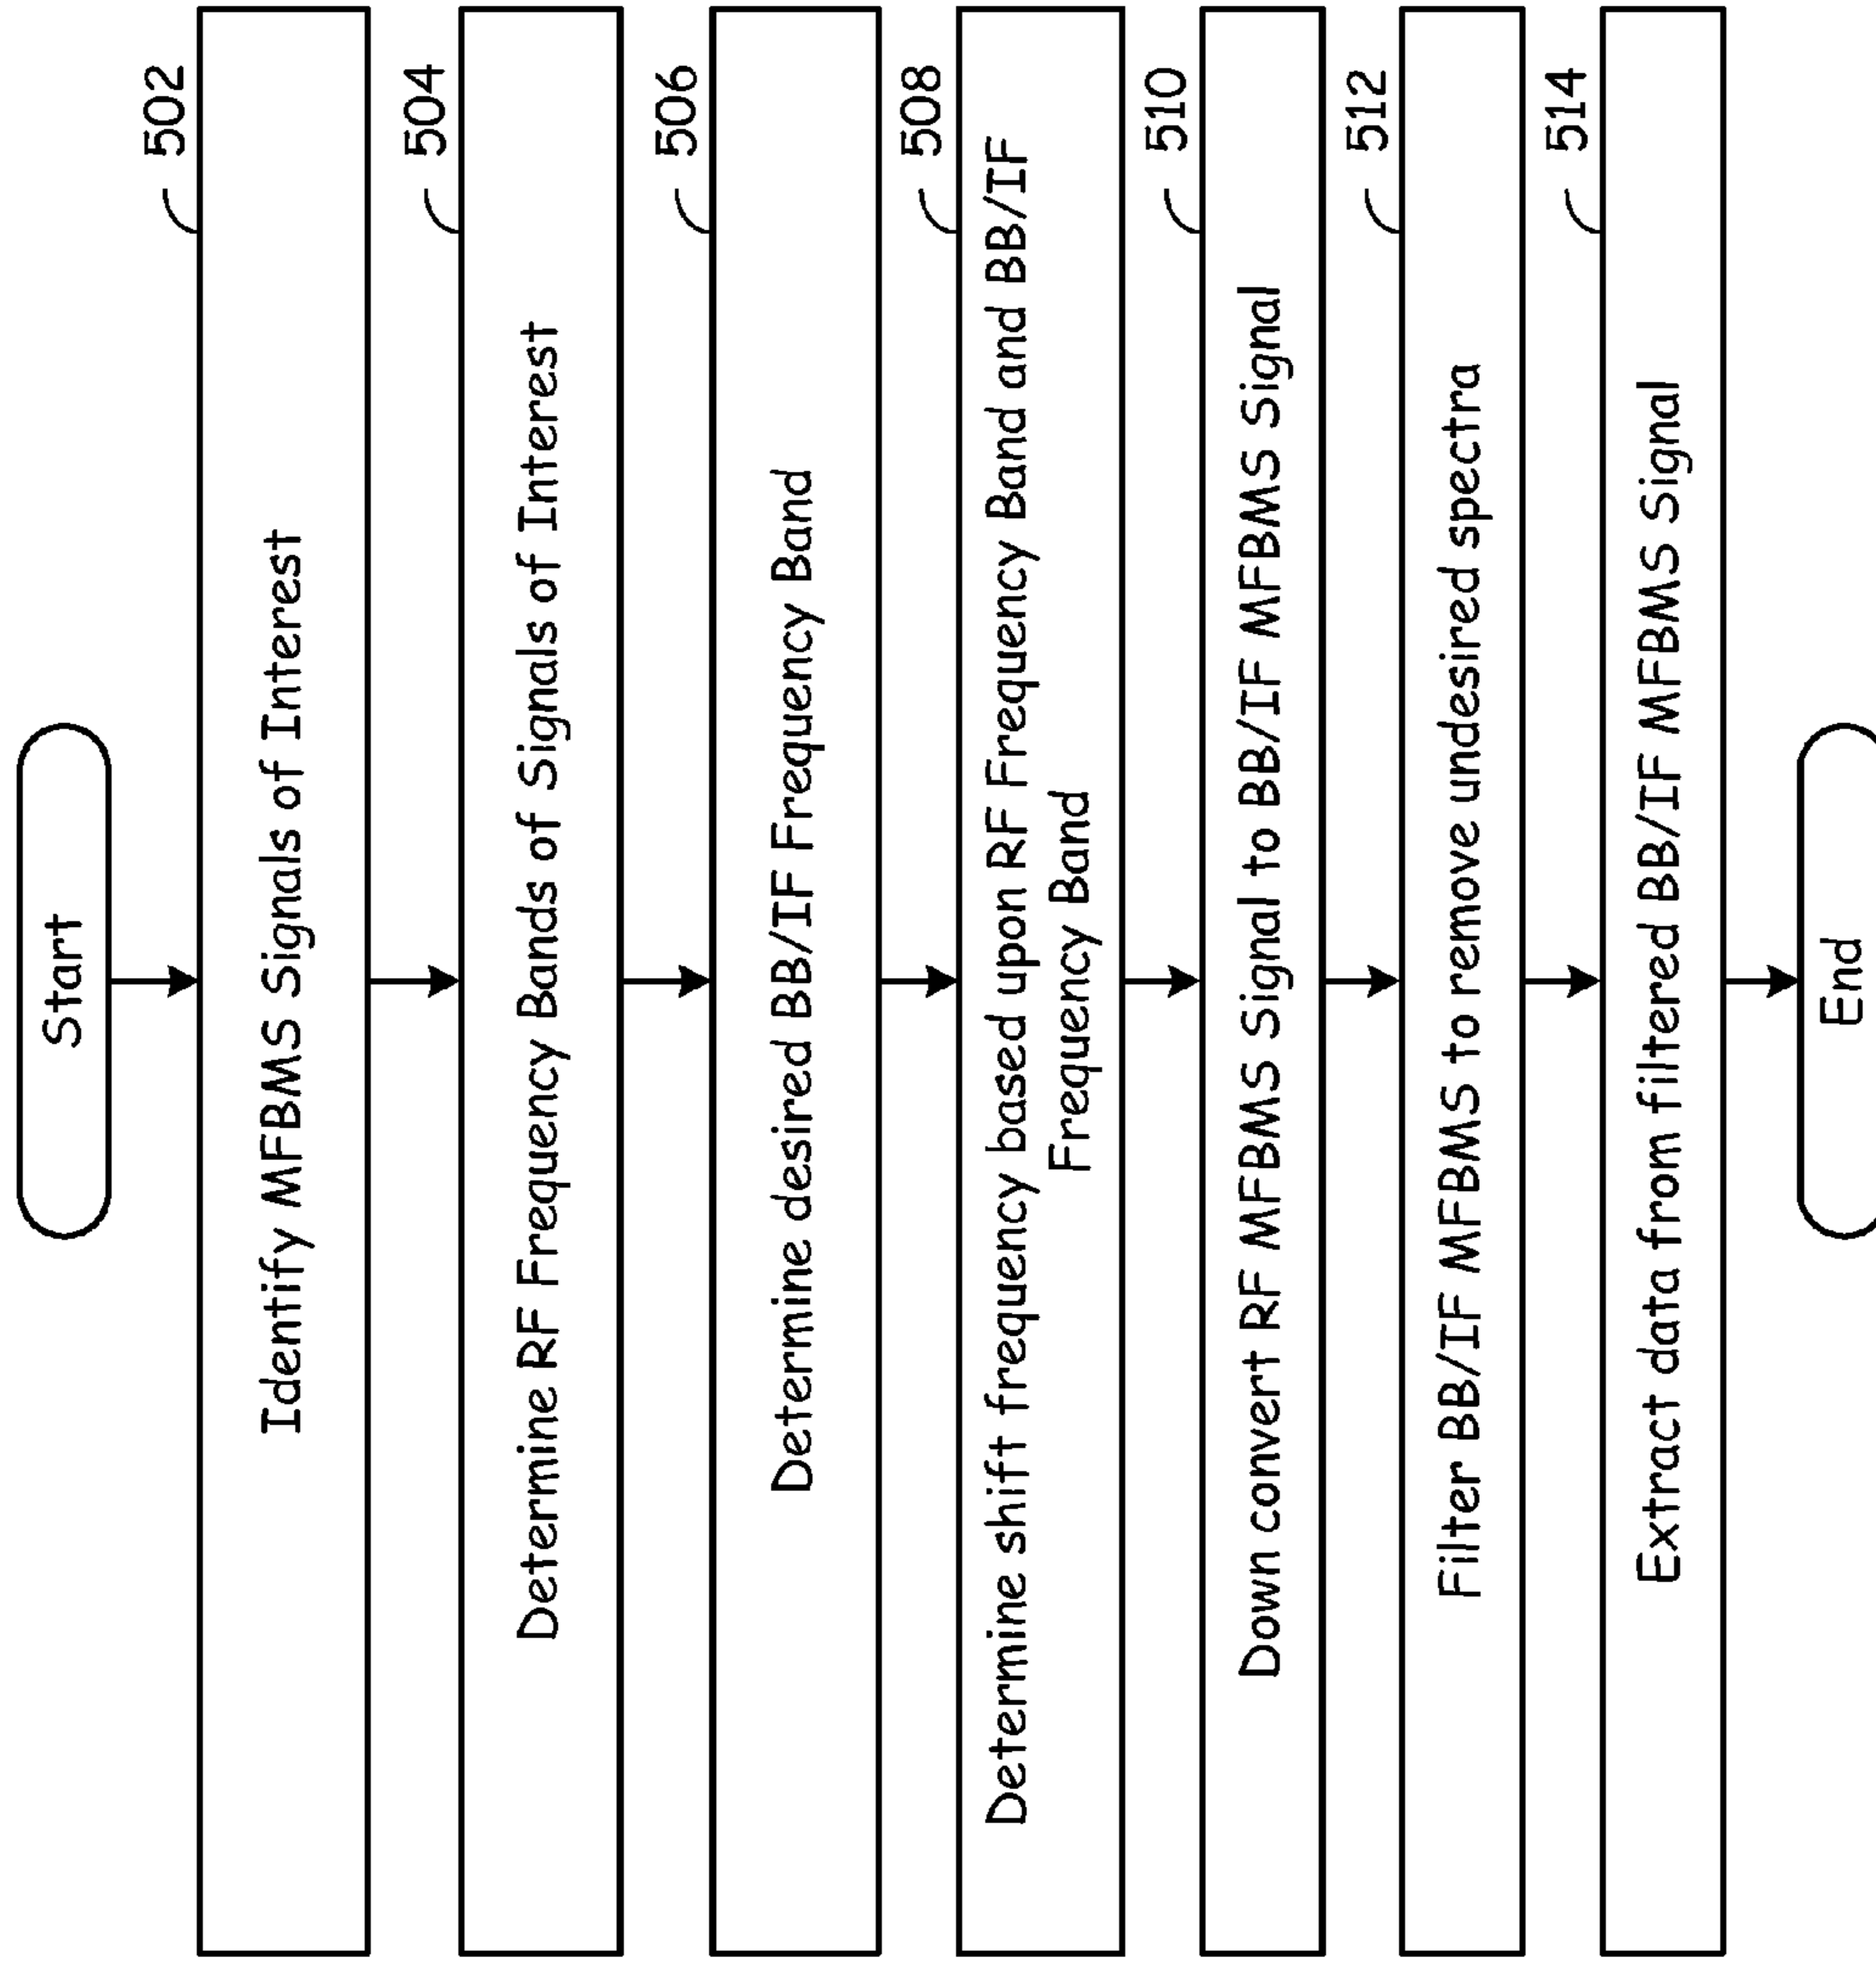 Start
502
Identify MFBMS Signals of Interest
504
Determine RF Frequency Bands of Signals of Interest
506
Determine desired BB/IF Frequency Band
508
Determine shift frequency based upon RF Frequency Band and BB/IF
Frequency Band
510
Down convert RF MFBMS Signal to BB/IF MFBMS Signal
512
Filter BB/IF MFBMS to remove undesired spectra
514
Extract data from filtered BB/IF MFBMS Signal
End